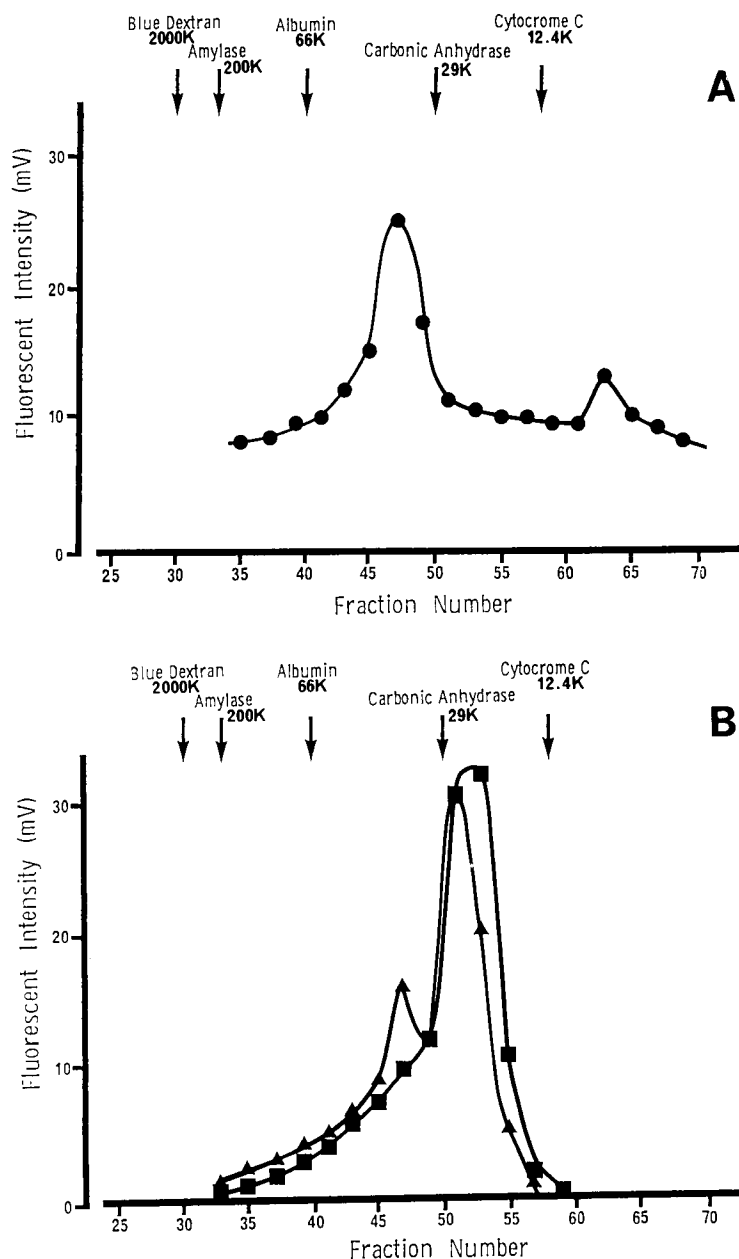 Blue Dextran
2000K
Amylase
200K
Albumin
66K
Carbonic Anhydrase
29K
Cytocrome C
12.4K
A
Fluorescent Intensity (mV)
30
20
10
0
25 30 35 40 45 50 55 60 65 70
Fraction Number
Blue Dextran
2000K
Amylase
200K
Albumin
66K
Carbonic Anhydrase
29K
Cytocrome C
12.4K
B
Fluorescent Intensity (mV)
30
20
10
0
25 30 35 40 45 50 55 60 65 70
Fraction Number